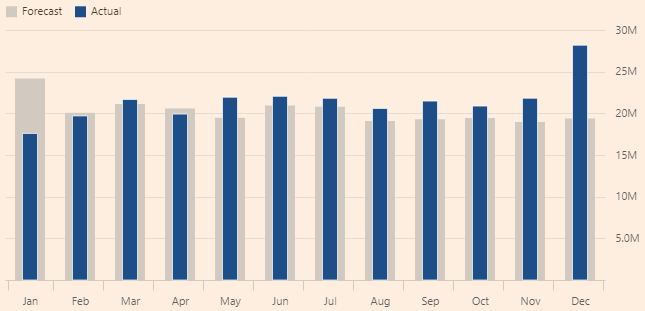 Forecast Actual
30M
25M
20M
15M
10M
5.0M
Jan Feb Mar Apr May Jun Jul Aug Sep Oct Nov Dec